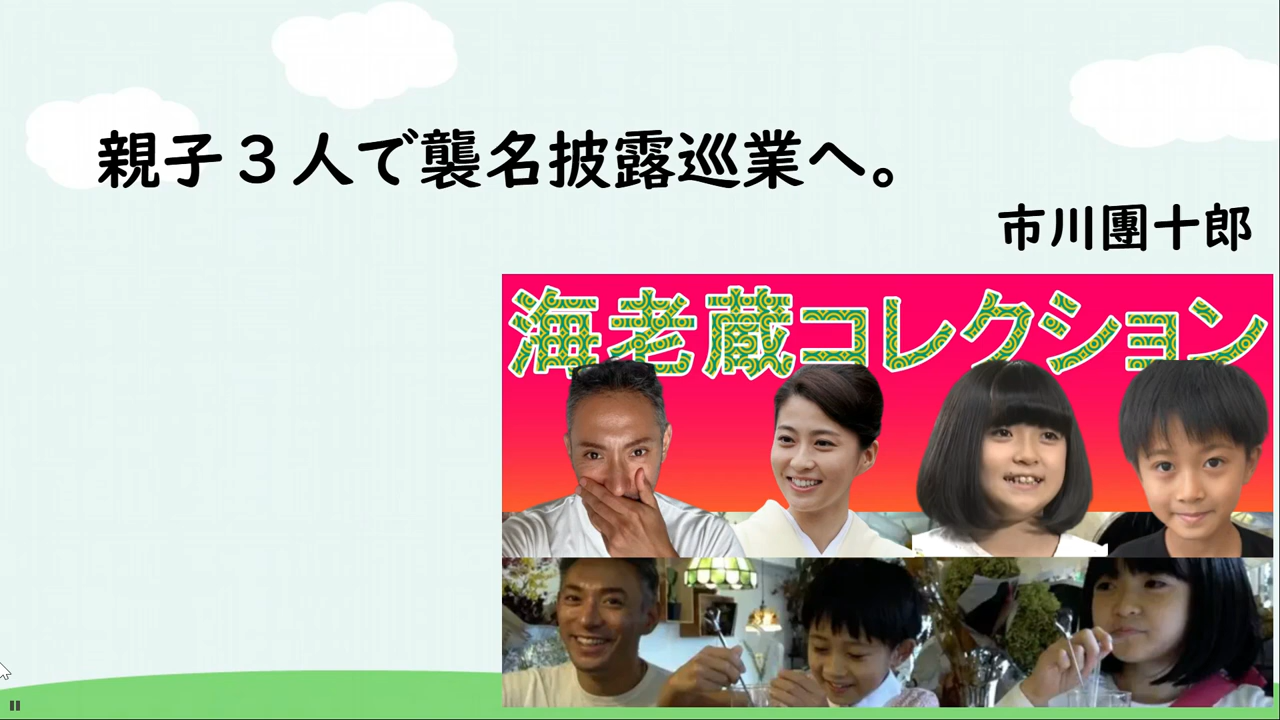 親子３人で襲名披露巡業へ。
市川團十郎
海老蔵コレクション